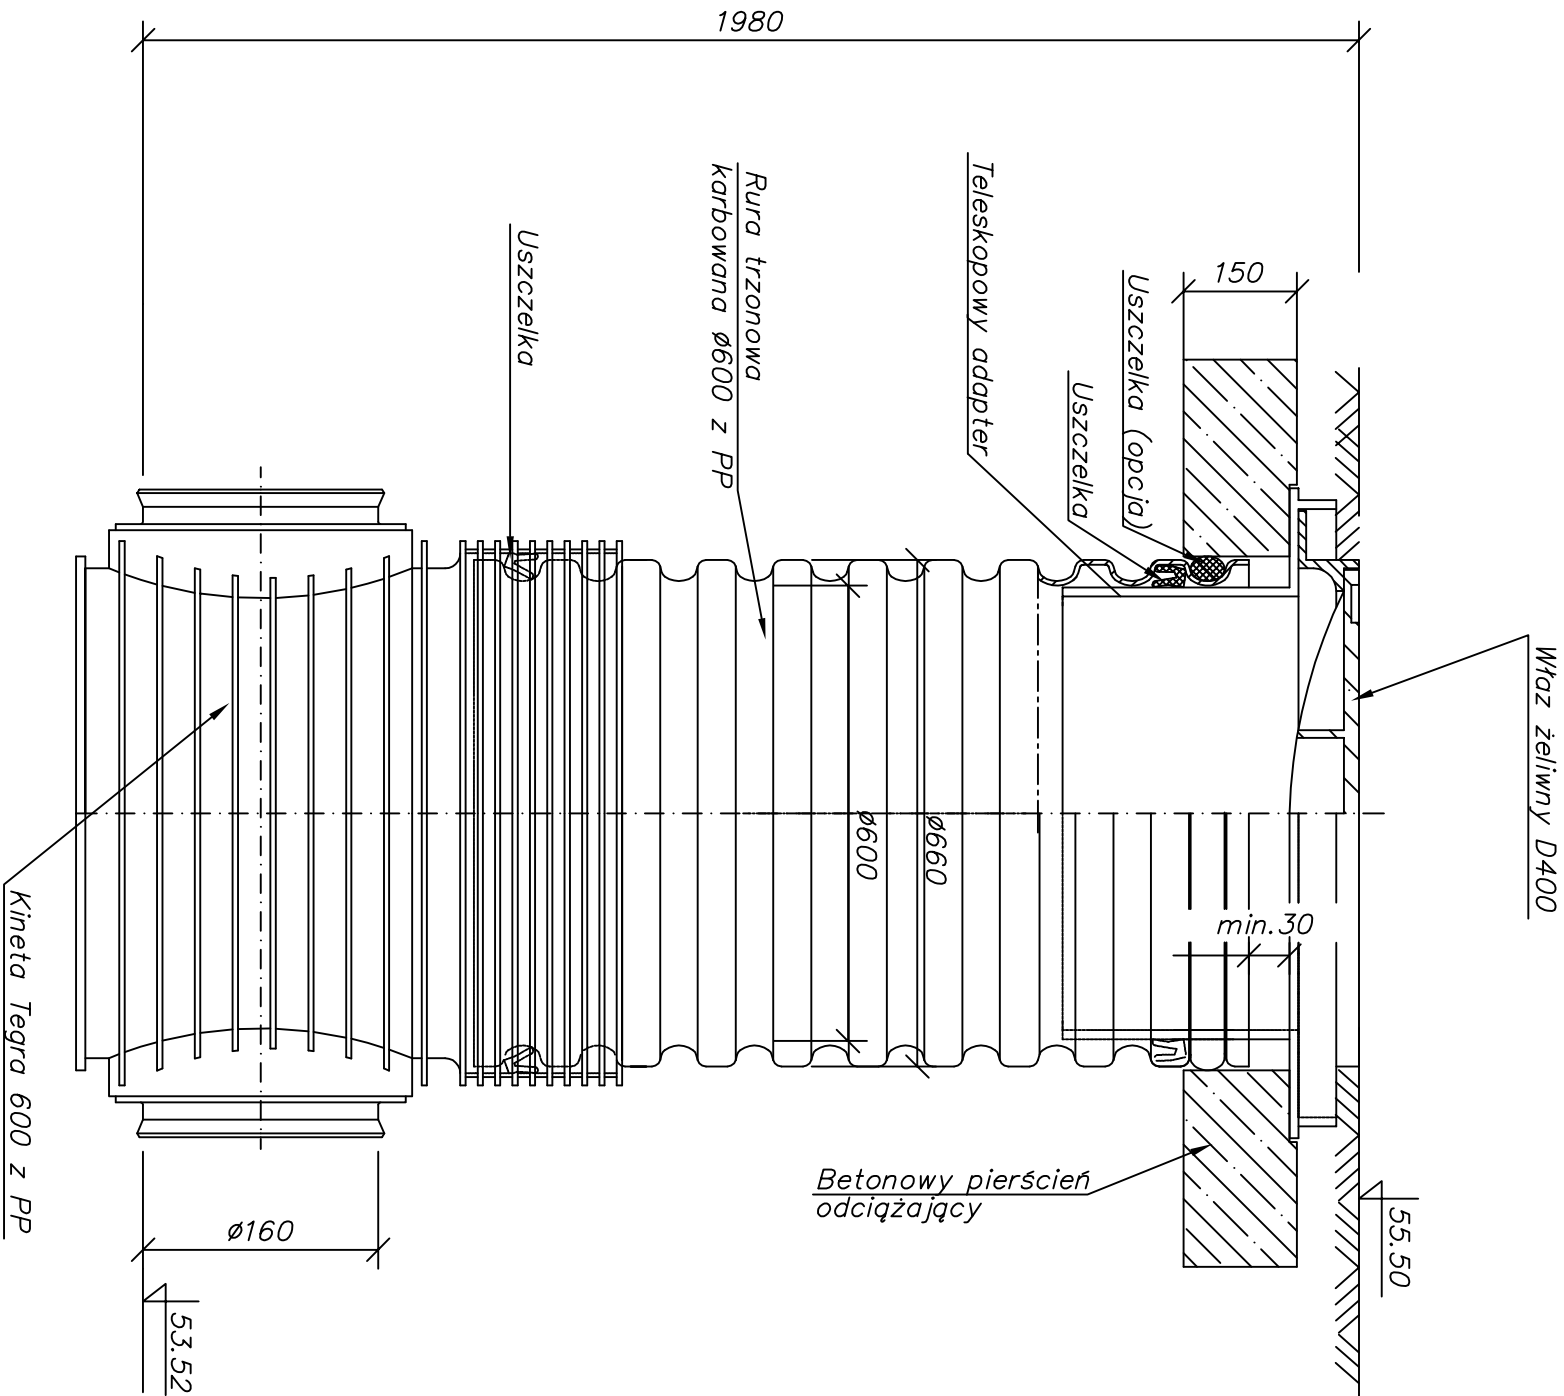 1980
150
Właz żeliwny D400
Uszczelka (opcja)
Uszczelka
Teleskopowy adapter
Rura trzonowa
karbowana ø600 z PP
Uszczelka
Kineta Tegra 600 z PP
ø600
ø660
min.30
Betonowy pierścień
odciążający
ø160
55.50
53.52